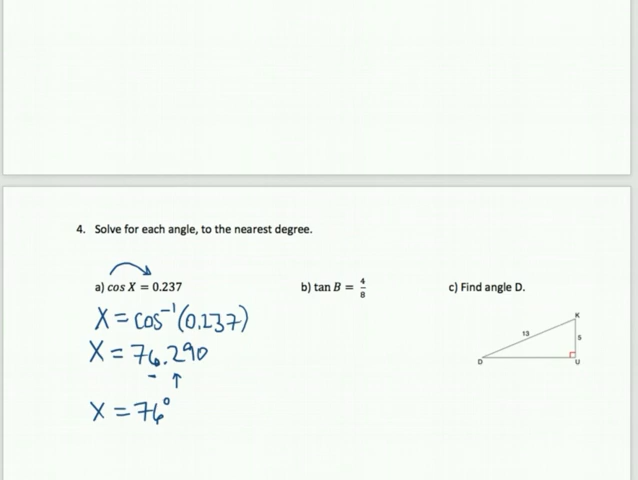 4. Solve for each angle, to the nearest degree.
a) cos X = 0.237
b) tan B = 4/8
c) Find angle D.
X = cos⁻¹(0.237)
X = 76.290
X = 76°
K
13
5
D
U